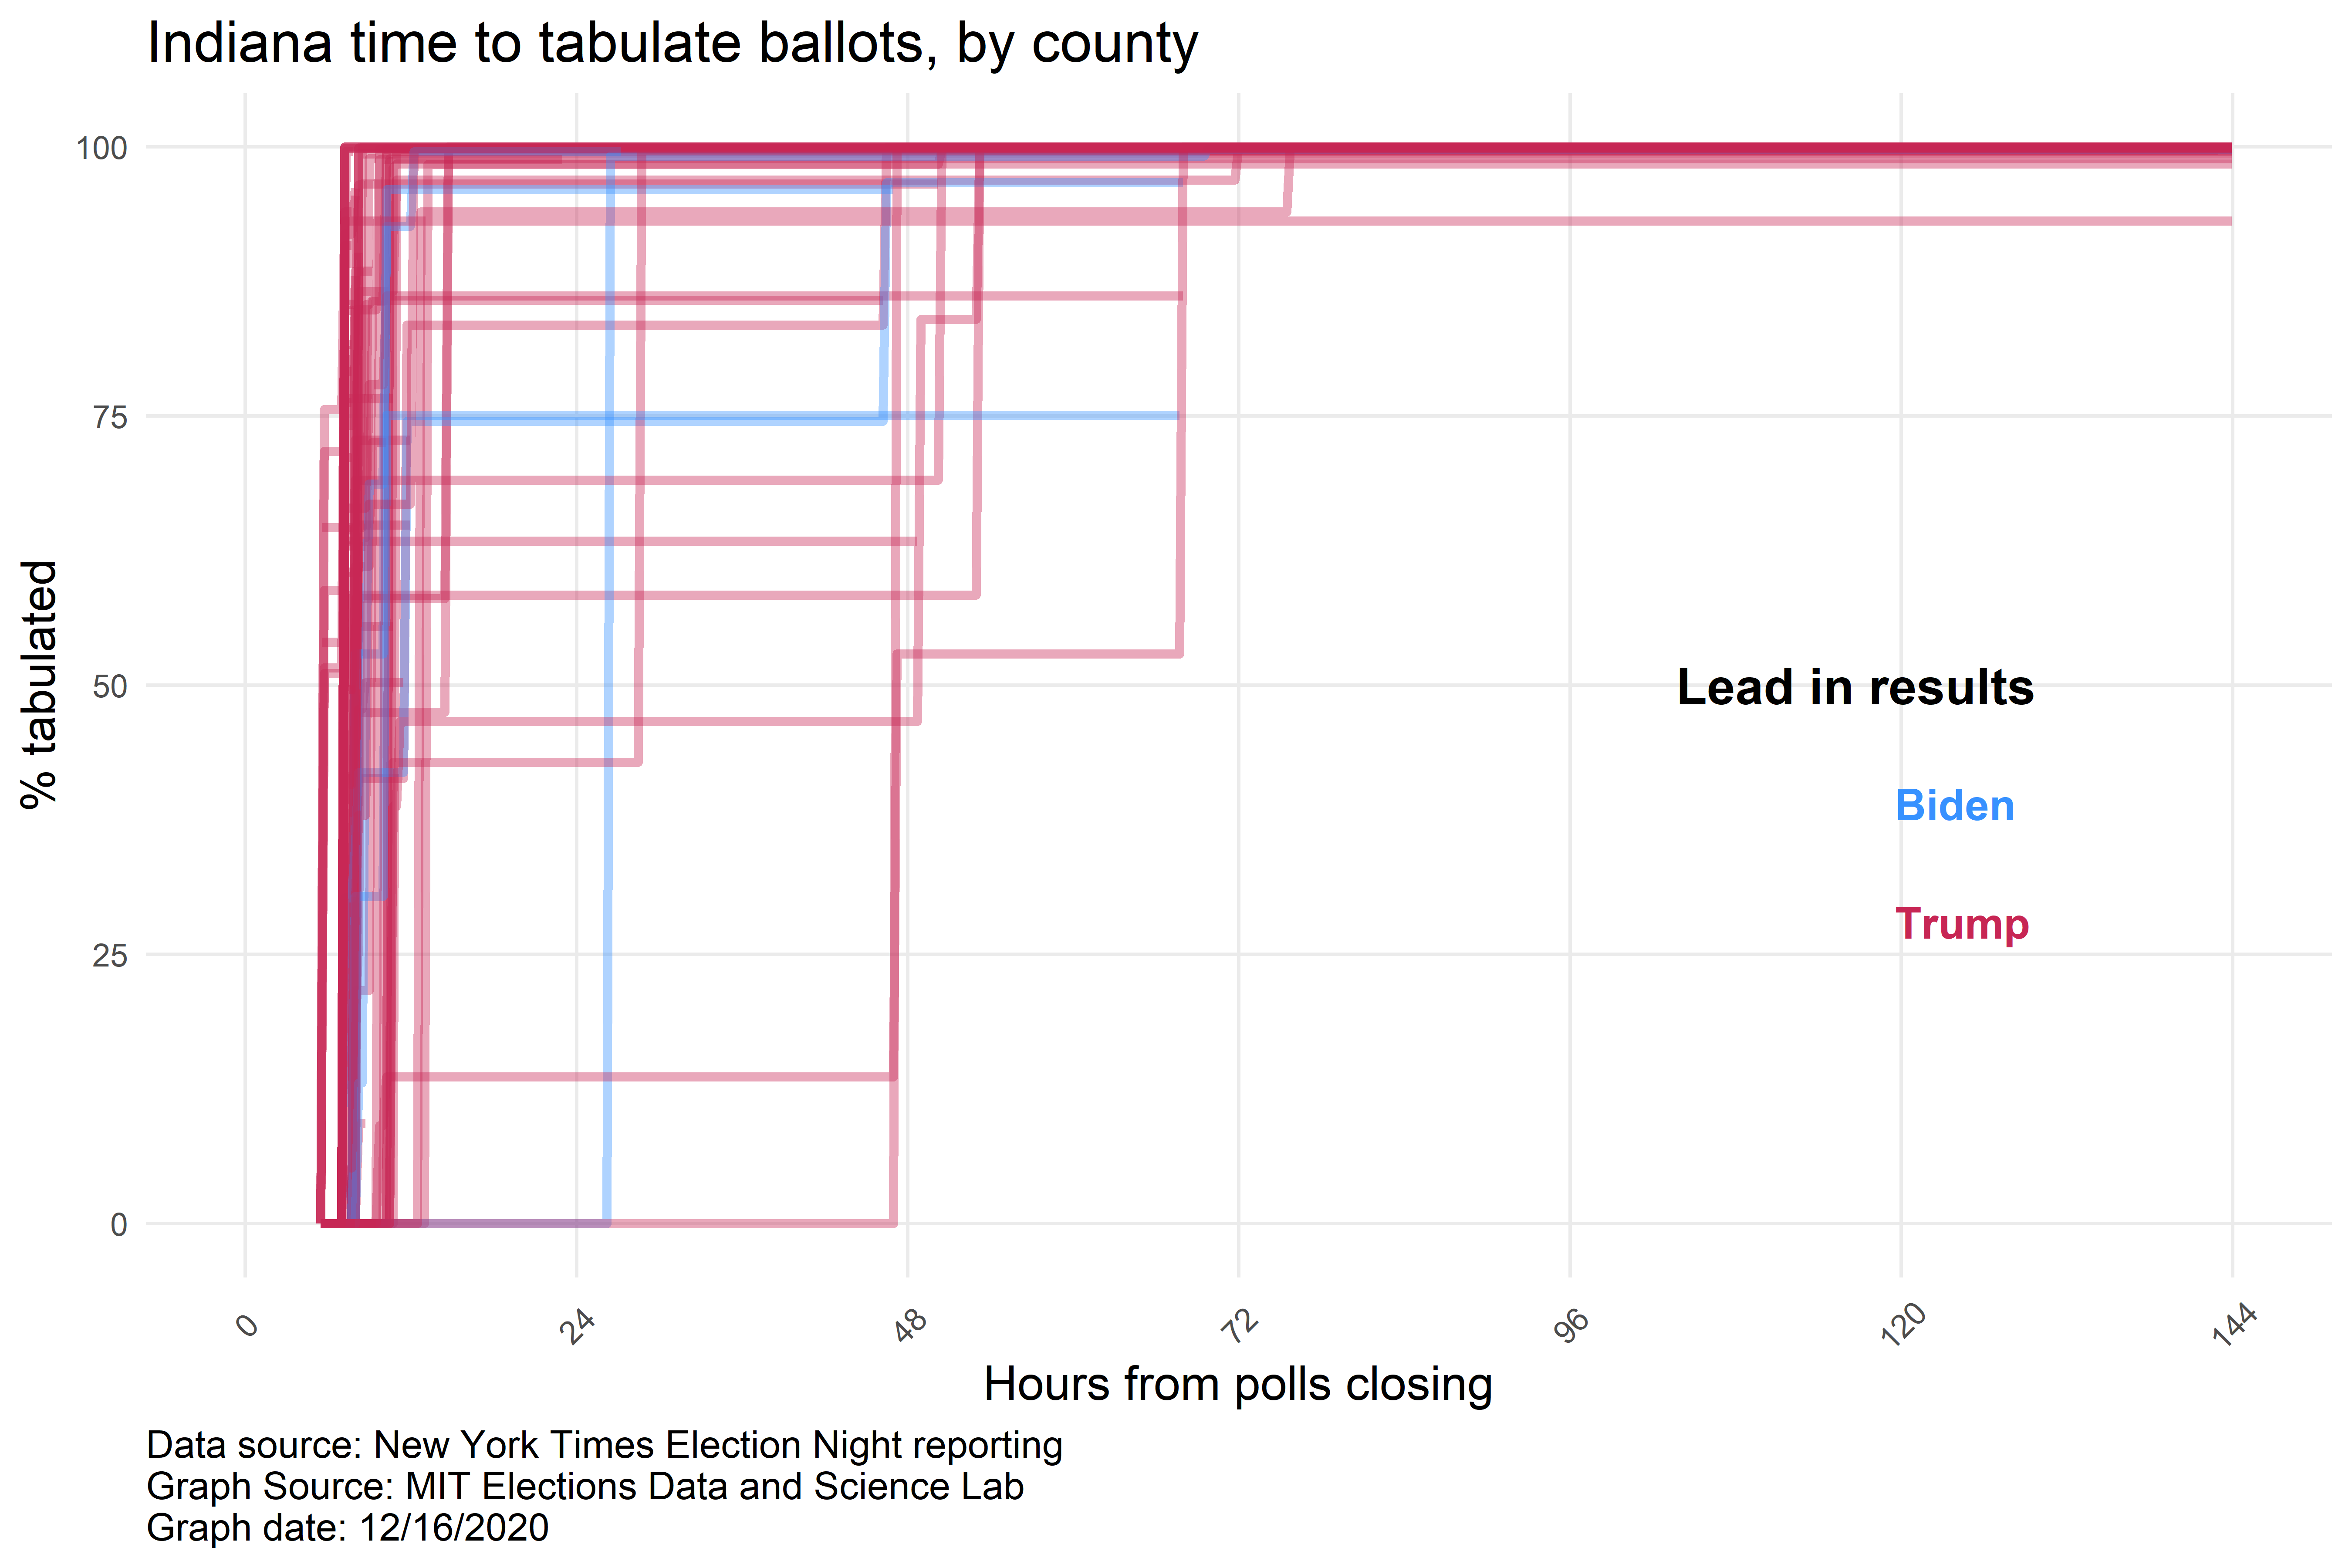 Indiana time to tabulate ballots, by county
100
75
50
25
0
% tabulated
Lead in results
Biden
Trump
0 24 48 72 96 120 144
Hours from polls closing
Data source: New York Times Election Night reporting
Graph Source: MIT Elections Data and Science Lab
Graph date: 12/16/2020